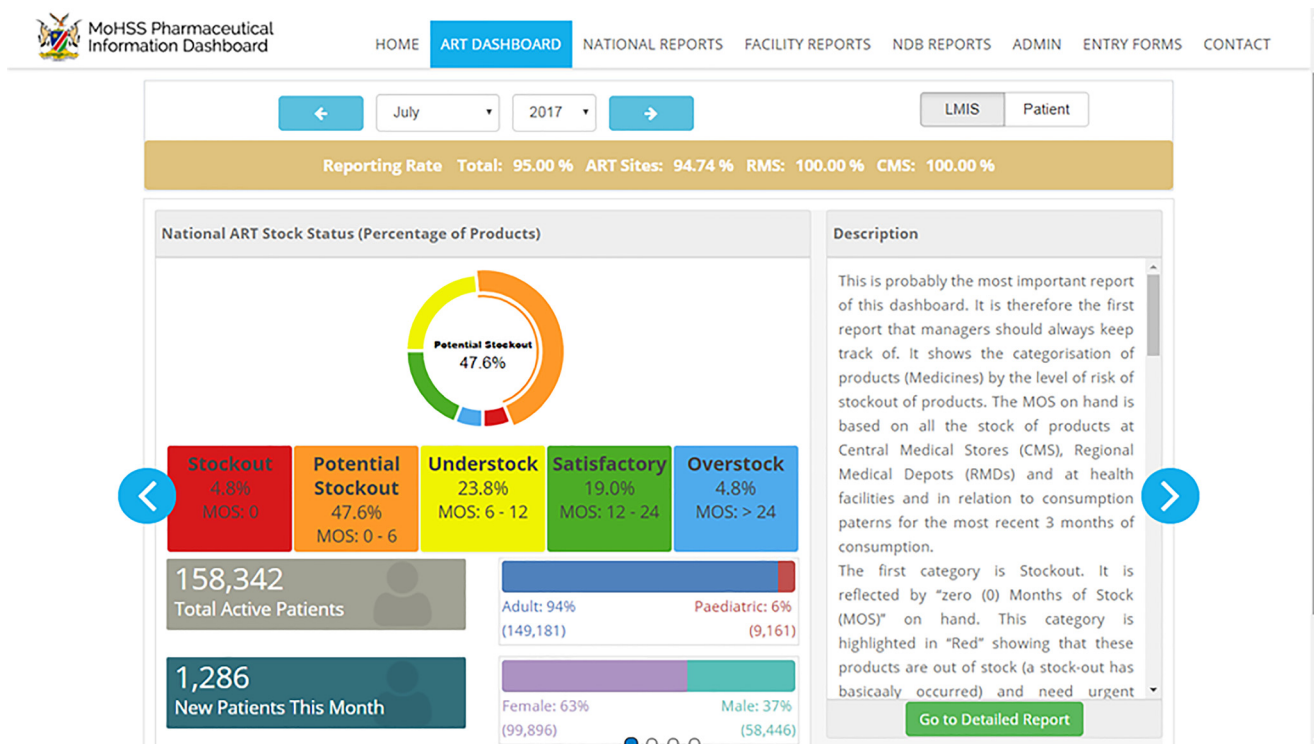 MoHSS Pharmaceutical
Information Dashboard
HOME
ART DASHBOARD
NATIONAL REPORTS
FACILITY REPORTS
NDB REPORTS
ADMIN
ENTRY FORMS
CONTACT
July
2017
LMIS
Patient
Reporting Rate Total: 95.00 % ART Sites: 94.74 % RMS: 100.00 % CMS: 100.00 %
National ART Stock Status (Percentage of Products)
Potential Stockout
47.6%
Stockout
4.8%
MOS: 0
Potential
Stockout
47.6%
MOS: 0 - 6
Understock
23.8%
MOS: 6 - 12
Satisfactory
19.0%
MOS: 12 - 24
Overstock
4.8%
MOS: > 24
158,342
Total Active Patients
Adult: 94%
(149,181)
Paediatric: 6%
(9,161)
1,286
New Patients This Month
Female: 63%
(99,896)
Male: 37%
(58,446)
Description
This is probably the most important report
of this dashboard. It is therefore the first
report that managers should always keep
track of. It shows the categorisation of
products (Medicines) by the level of risk of
stockout of products. The MOS on hand is
based on all the stock of products at
Central Medical Stores (CMS), Regional
Medical Depots (RMDs) and at health
facilities and in relation to consumption
paterns for the most recent 3 months of
consumption.
The first category is Stockout. It is
reflected by “zero (0) Months of Stock
(MOS)” on hand. This category is
highlighted in “Red” showing that these
products are out of stock (a stock-out has
basicaaly occurred) and need urgent
Go to Detailed Report